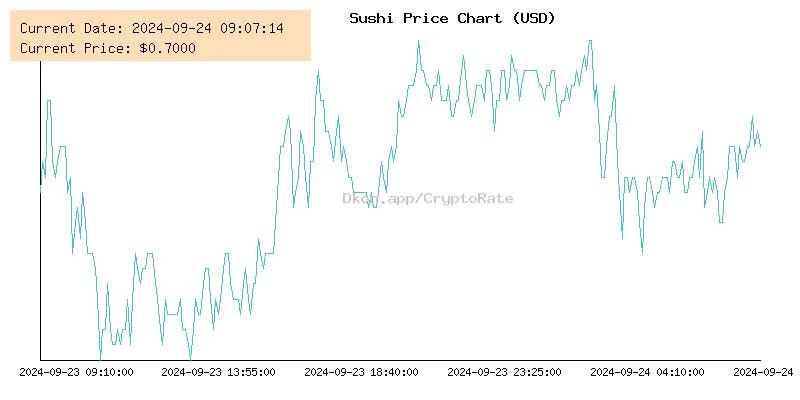 Sushi Price Chart (USD)
Current Date: 2024-09-24 09:07:14
Current Price: $0.7000
Dkon.app/CryptoRate
2024-09-23 09:10:00 2024-09-23 13:55:00 2024-09-23 18:40:00 2024-09-23 23:25:00 2024-09-24 04:10:00 2024-09-24